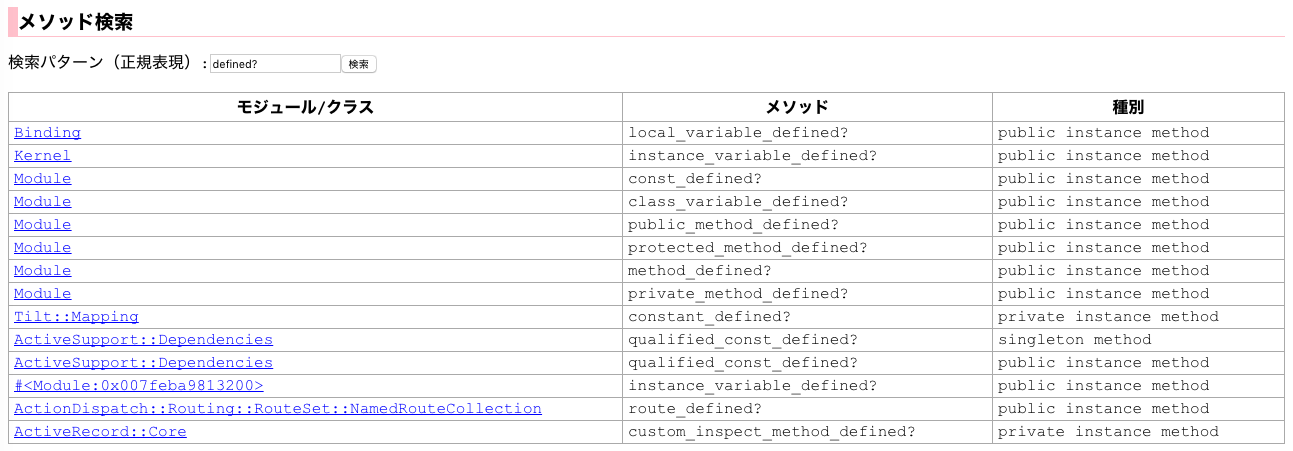 メソッド検索
検索パターン（正規表現）: defined? 検索
モジュール/クラス メソッド 種別
Binding local_variable_defined? public instance method
Kernel instance_variable_defined? public instance method
Module const_defined? public instance method
Module class_variable_defined? public instance method
Module public_method_defined? public instance method
Module protected_method_defined? public instance method
Module method_defined? public instance method
Module private_method_defined? public instance method
Tilt::Mapping constant_defined? private instance method
ActiveSupport::Dependencies qualified_const_defined? singleton method
ActiveSupport::Dependencies qualified_const_defined? public instance method
#<Module:0x007feba9813200> instance_variable_defined? public instance method
ActionDispatch::Routing::RouteSet::NamedRouteCollection route_defined? public instance method
ActiveRecord::Core custom_inspect_method_defined? private instance method